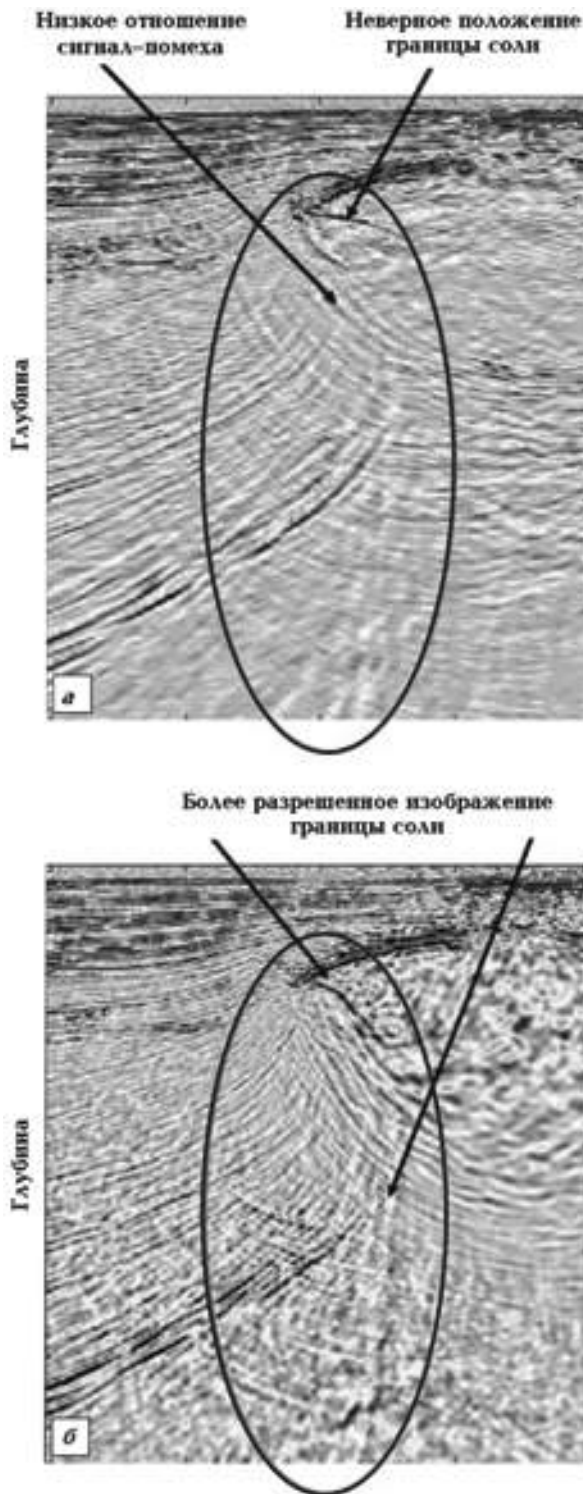 Низкое отношение
сигнал–помеха
Неверное положение
границы соли
Глубина
а
Более разрешенное изображение
границы соли
Глубина
б